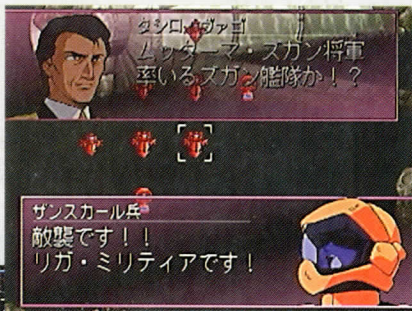 タシロ・ヴァゴ
ムッターマ・ズガン将軍
率いるズガン艦隊か！？
ザンスカール兵
敵襲です！！
リガ・ミリティアです！